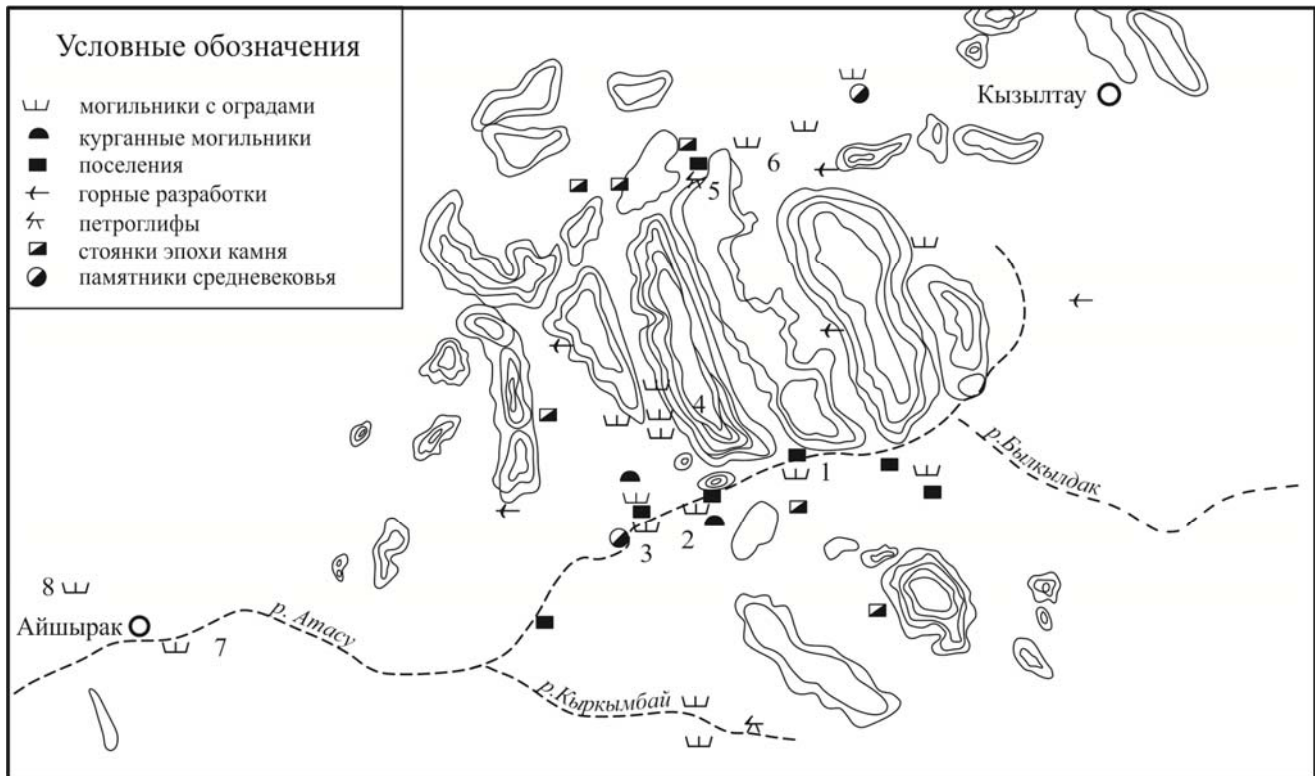 Условные обозначения
могильники с оградами
курганные могильники
поселения
горные разработки
петроглифы
стоянки эпохи камня
памятники средневековья
Кызылтау
6
5
4
1
р.Былкылдак
2
3
8
Айшырак
7
р. Атасу
р.Кыркымбай